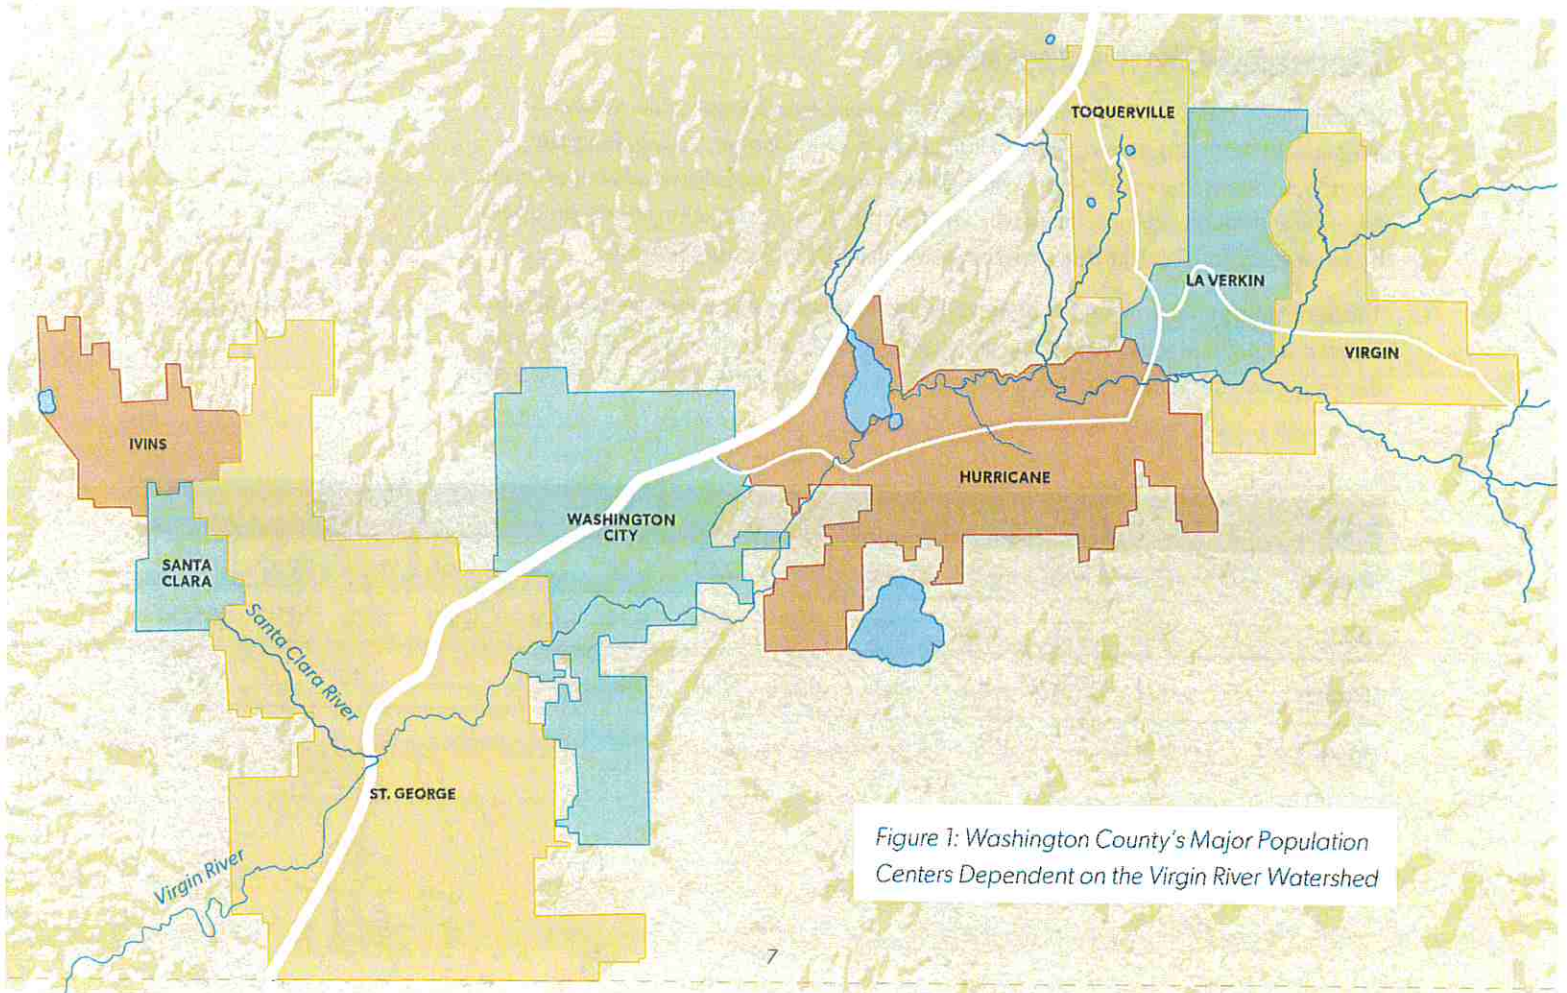 TOQUERVILLE
LA VERKIN
VIRGIN
IVINS
HURRICANE
WASHINGTON
CITY
SANTA
CLARA
Santa Clara River
ST. GEORGE
Virgin River
Figure 1: Washington County's Major Population
Centers Dependent on the Virgin River Watershed
7